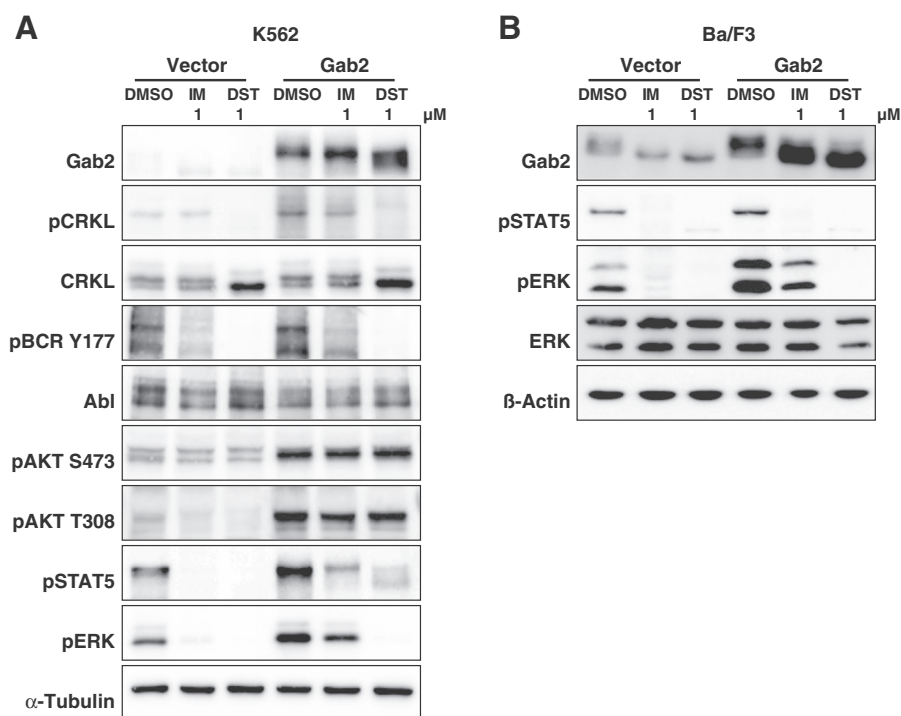 A
K562
Vector Gab2
DMSO IM DST DMSO IM DST
1 1 1 1 µM
Gab2
pCRKL
CRKL
pBCR Y177
Abl
pAKT S473
pAKT T308
pSTAT5
pERK
α-Tubulin
B
Ba/F3
Vector Gab2
DMSO IM DST DMSO IM DST
1 1 1 1 µM
Gab2
pSTAT5
pERK
ERK
ß-Actin